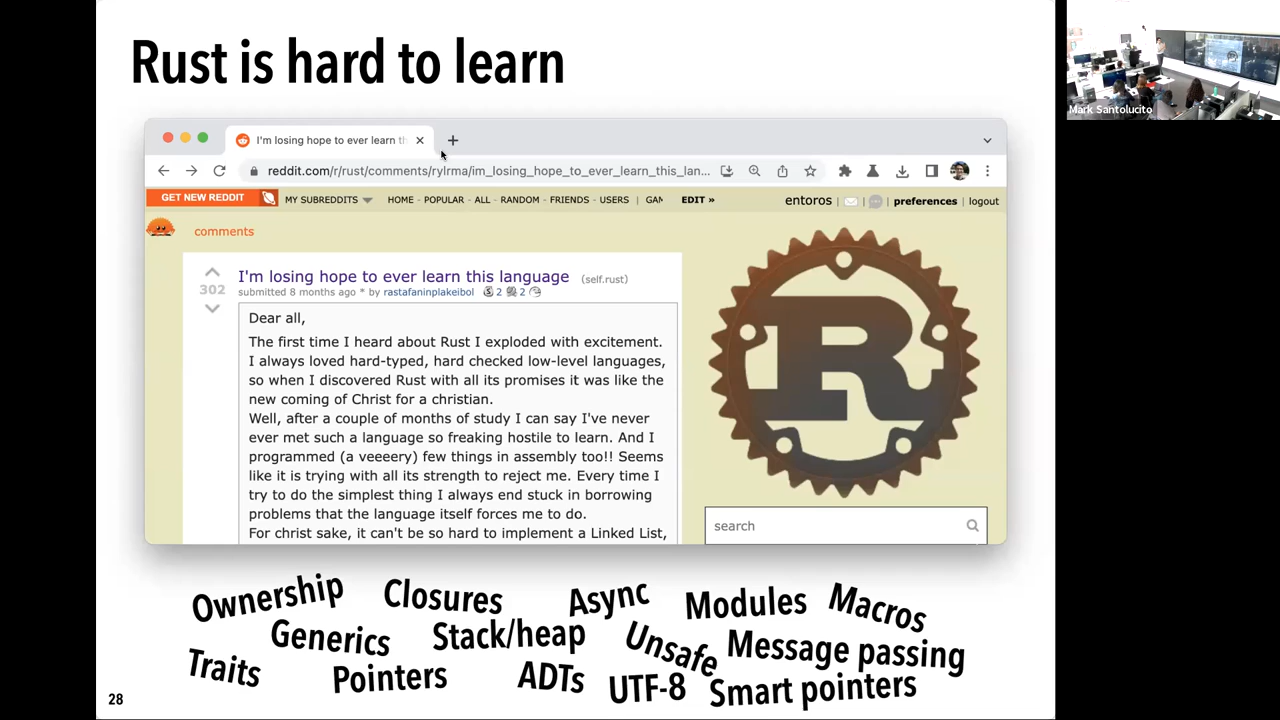 Rust is hard to learn
Mark Santolucito
I'm losing hope to ever learn th
reddit.com/r/rust/comments/rylrma/im_losing_hope_to_ever_learn_this_lan...
GET NEW REDDIT MY SUBREDDITS HOME - POPULAR - ALL - RANDOM - FRIENDS - USERS | GAM EDIT » entoros | | | preferences | logout
comments
I'm losing hope to ever learn this language (self.rust)
302
submitted 8 months ago * by rastafaninplakeibol 2 2
Dear all,
The first time I heard about Rust I exploded with excitement.
I always loved hard-typed, hard checked low-level languages,
so when I discovered Rust with all its promises it was like the
new coming of Christ for a christian.
Well, after a couple of months of study I can say I've never
ever met such a language so freaking hostile to learn. And I
programmed (a veeeery) few things in assembly too!! Seems
like it is trying with all its strength to reject me. Every time I
try to do the simplest thing I always end stuck in borrowing
problems that the language itself forces me to do.
For christ sake, it can't be so hard to implement a Linked List,
R
search
Ownership Closures Async Modules Macros
Generics Stack/heap Unsafe Message passing
Traits Pointers ADTs UTF-8 Smart pointers
28